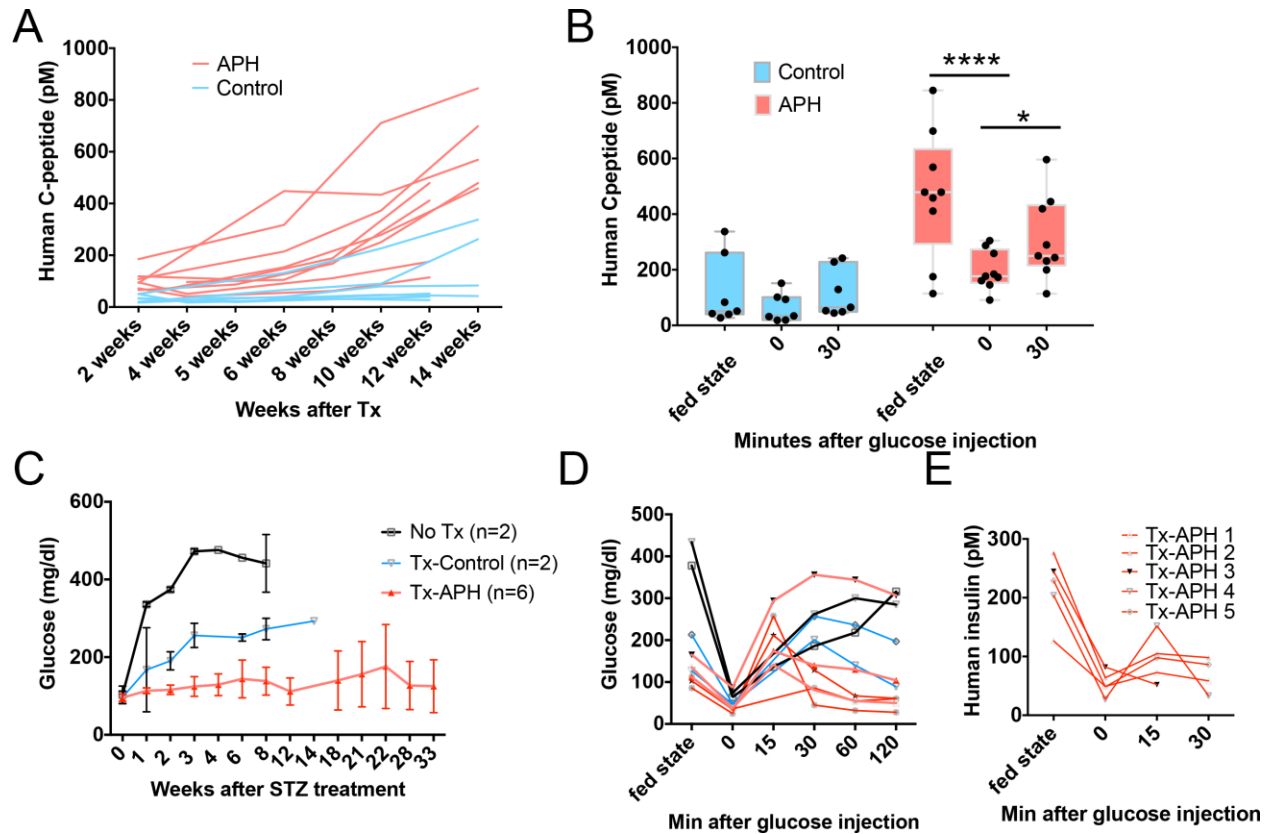 A
Human C-peptide (pM)
1000
800
600
400
200
0
APH
Control
2 weeks
4 weeks
5 weeks
6 weeks
8 weeks
10 weeks
12 weeks
14 weeks
Weeks after Tx
B
Human Cpeptide (pM)
1000
800
600
400
200
0
Control
APH
****
*
fed state
0
30
fed state
0
30
Minutes after glucose injection
C
Glucose (mg/dl)
600
400
200
0
No Tx (n=2)
Tx-Control (n=2)
Tx-APH (n=6)
0
1
2
3
4
6
8
12
14
18
21
22
28
33
Weeks after STZ treatment
D
Glucose (mg/dl)
500
400
300
200
100
0
fed state
0
15
30
60
120
Min after glucose injection
E
Human insulin (pM)
300
200
100
0
Tx-APH 1
Tx-APH 2
Tx-APH 3
Tx-APH 4
Tx-APH 5
fed state
0
15
30
Min after glucose injection